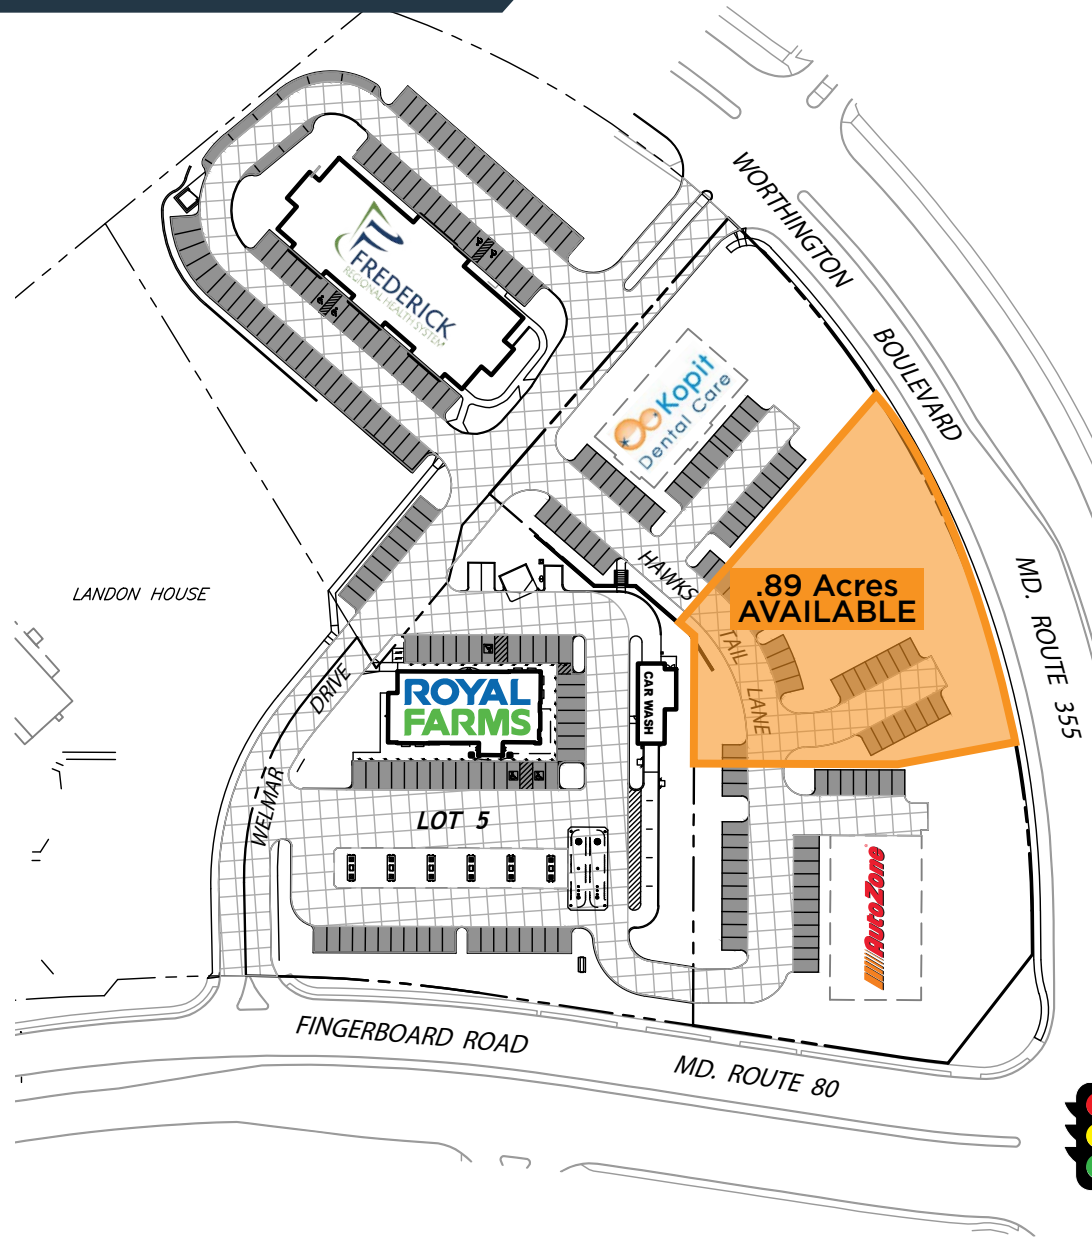 WORTHINGTON
BOULEVARD
FREDERICK
REGIONAL HEALTH SYSTEM
Kopit
Dental Care
HAWKS
TAIL
LANE
.89 Acres
AVAILABLE
MD. ROUTE 355
LANDON HOUSE
DRIVE
WELMAR
ROYAL
FARMS
CAR WASH
LOT 5
AutoZone
FINGERBOARD ROAD
MD. ROUTE 80